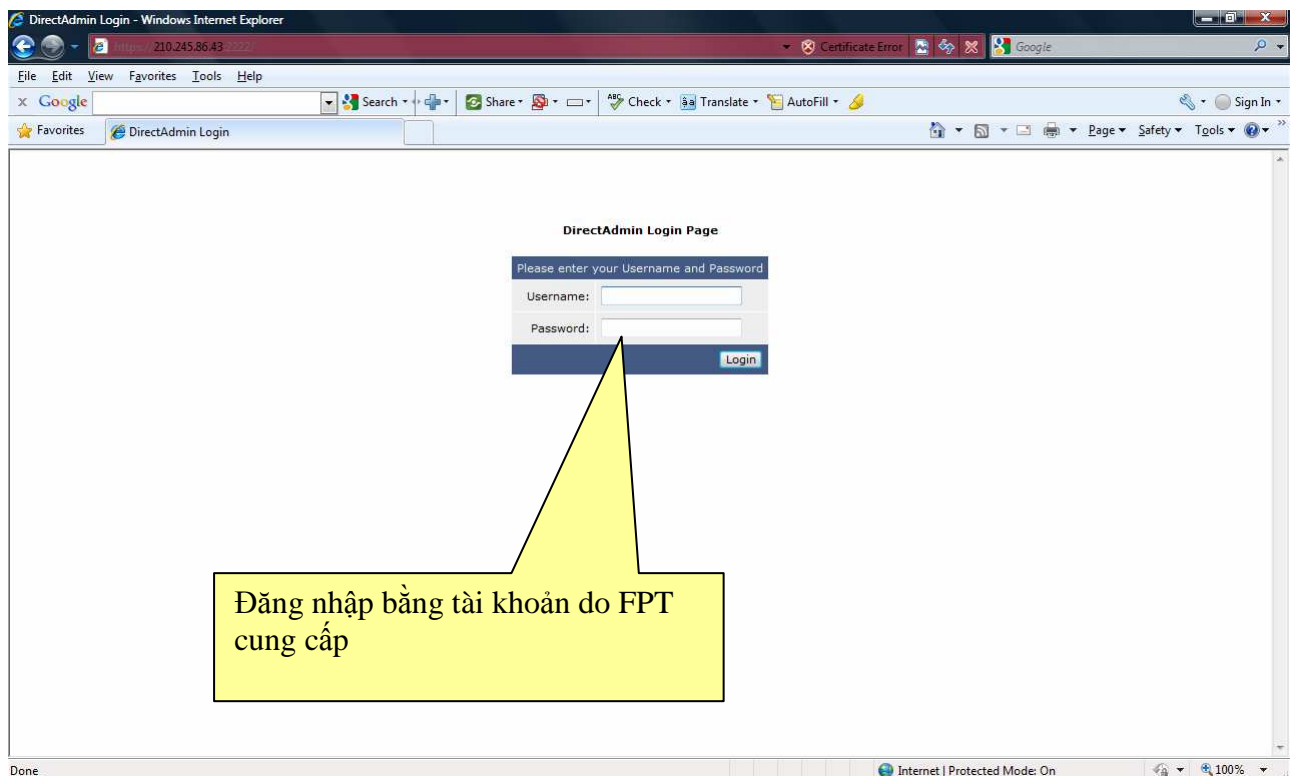 DirectAdmin Login - Windows Internet Explorer
https://210.245.86.43:2222/ Certificate Error Google
File Edit View Favorites Tools Help
x Google Search Share Check Translate AutoFill Sign In
Favorites DirectAdmin Login Page Safety Tools
DirectAdmin Login Page
Please enter your Username and Password
Username:
Password:
Login
Đăng nhập bằng tài khoản do FPT
cung cấp
Done Internet | Protected Mode: On 100%